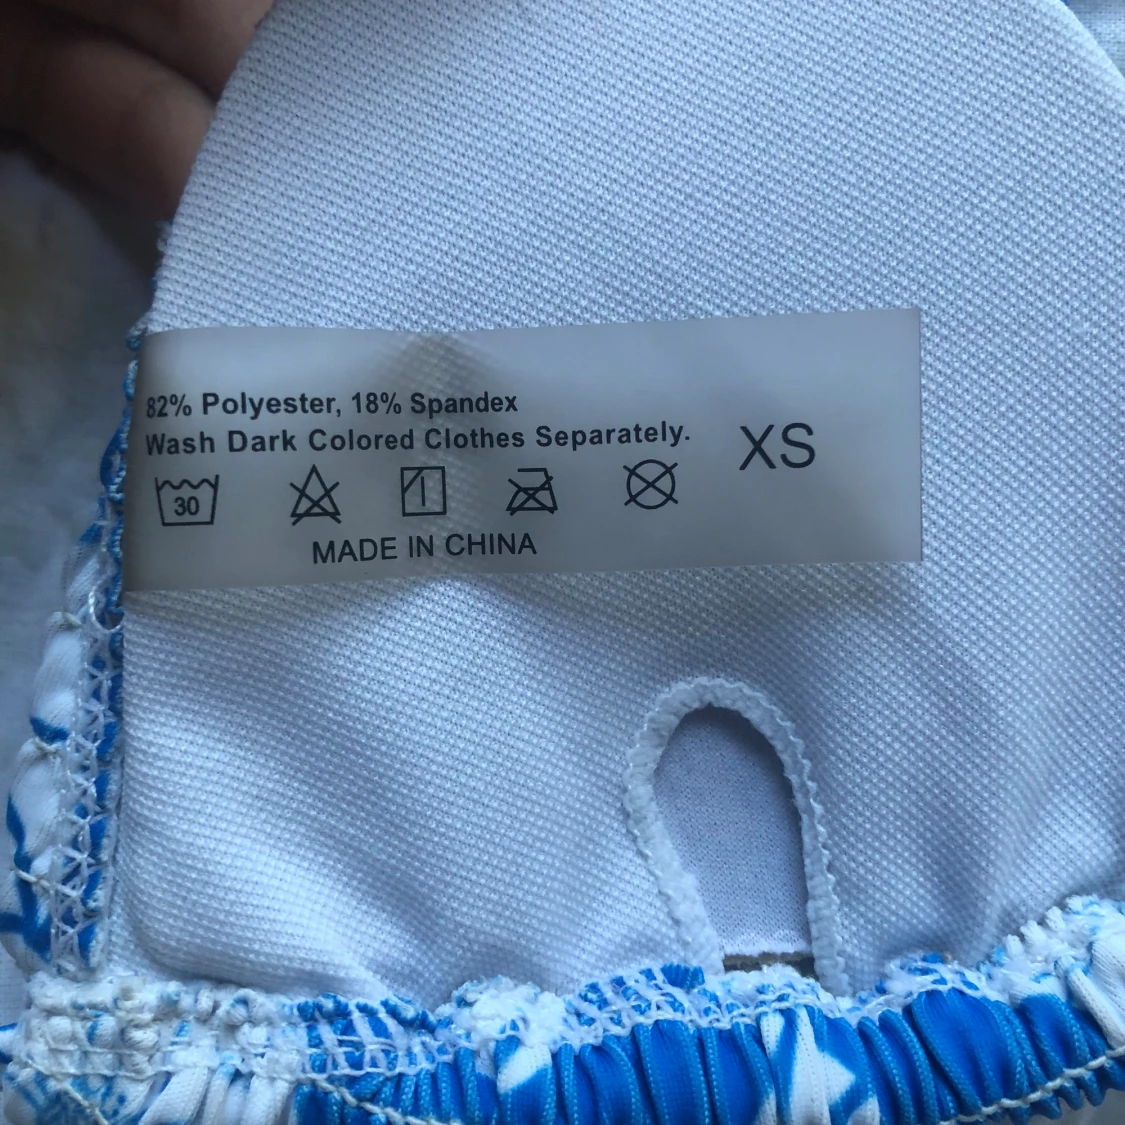 82% Polyester, 18% Spandex
Wash Dark Colored Clothes Separately.
XS
30
MADE IN CHINA